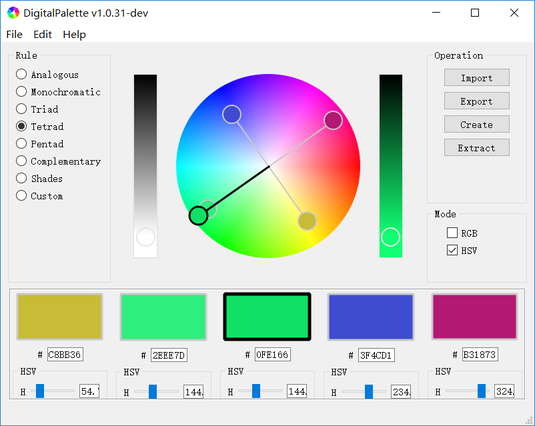 DigitalPalette v1.0.31-dev
File Edit Help
Rule
Analogous
Monochromatic
Triad
Tetrad
Pentad
Complementary
Shades
Custom
Operation
Import
Export
Create
Extract
Mode
RGB
HSV
# C8BB36 # 2EEE7D # 0FE166 # 3F4CD1 # B31873
HSV HSV HSV HSV HSV
H 54. H 144. H 144. H 234. H 324.